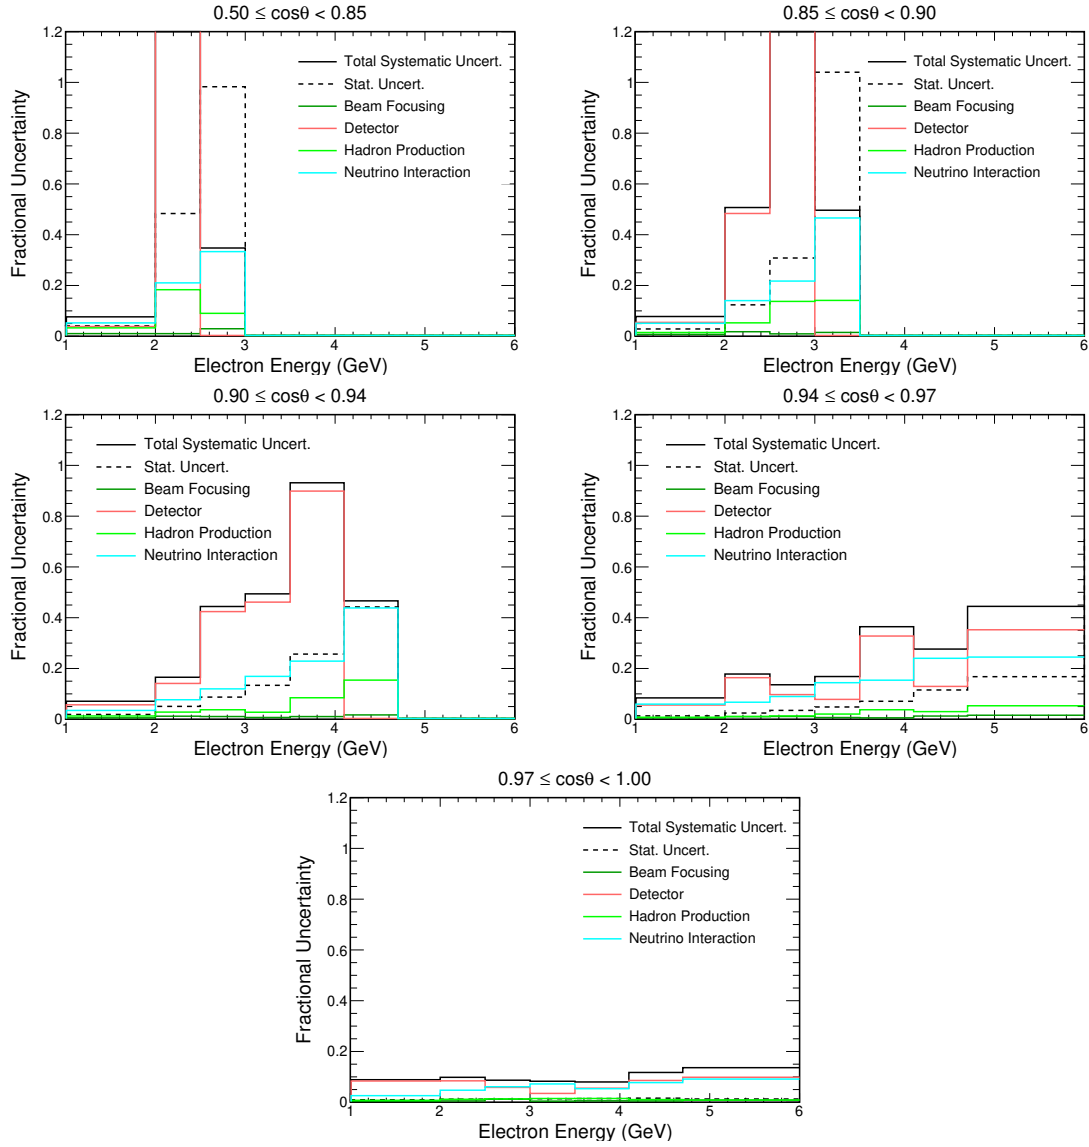 0.50 ≤ cosθ < 0.85
Fractional Uncertainty
1.2
1
0.8
0.6
0.4
0.2
0
Total Systematic Uncert.
Stat. Uncert.
Beam Focusing
Detector
Hadron Production
Neutrino Interaction
1 2 3 4 5 6
Electron Energy (GeV)
0.85 ≤ cosθ < 0.90
Fractional Uncertainty
1.2
1
0.8
0.6
0.4
0.2
0
Total Systematic Uncert.
Stat. Uncert.
Beam Focusing
Detector
Hadron Production
Neutrino Interaction
1 2 3 4 5 6
Electron Energy (GeV)
0.90 ≤ cosθ < 0.94
Fractional Uncertainty
1.2
1
0.8
0.6
0.4
0.2
0
Total Systematic Uncert.
Stat. Uncert.
Beam Focusing
Detector
Hadron Production
Neutrino Interaction
1 2 3 4 5 6
Electron Energy (GeV)
0.94 ≤ cosθ < 0.97
Fractional Uncertainty
1.2
1
0.8
0.6
0.4
0.2
0
Total Systematic Uncert.
Stat. Uncert.
Beam Focusing
Detector
Hadron Production
Neutrino Interaction
1 2 3 4 5 6
Electron Energy (GeV)
0.97 ≤ cosθ < 1.00
Fractional Uncertainty
1.2
1
0.8
0.6
0.4
0.2
0
Total Systematic Uncert.
Stat. Uncert.
Beam Focusing
Detector
Hadron Production
Neutrino Interaction
1 2 3 4 5 6
Electron Energy (GeV)